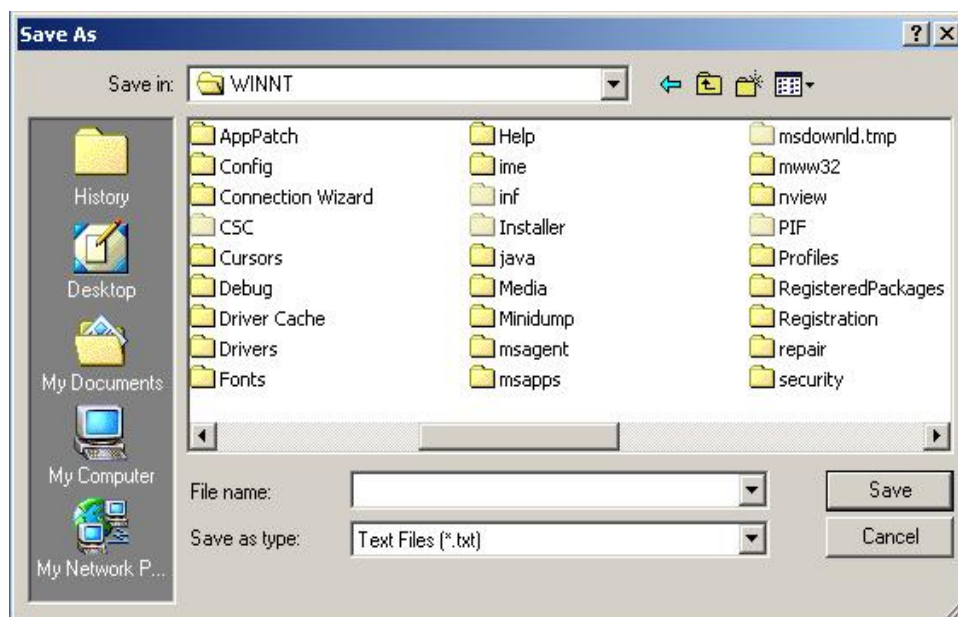 Save As
Save in: WINNT
History
Desktop
My Documents
My Computer
My Network P...
AppPatch
Config
Connection Wizard
CSC
Cursors
Debug
Driver Cache
Drivers
Fonts
Help
ime
inf
Installer
java
Media
Minidump
msagent
msapps
msdownld.tmp
mww32
nview
PIF
Profiles
RegisteredPackages
Registration
repair
security
File name:
Save
Save as type: Text Files (*.txt)
Cancel